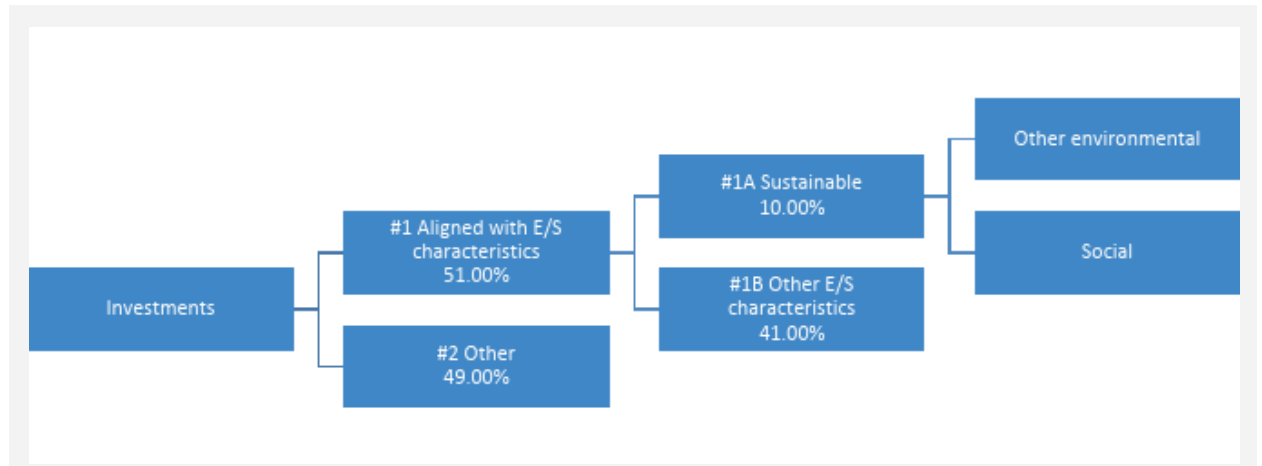 Investments
#1 Aligned with E/S
characteristics
51.00%
#2 Other
49.00%
#1A Sustainable
10.00%
#1B Other E/S
characteristics
41.00%
Other environmental
Social